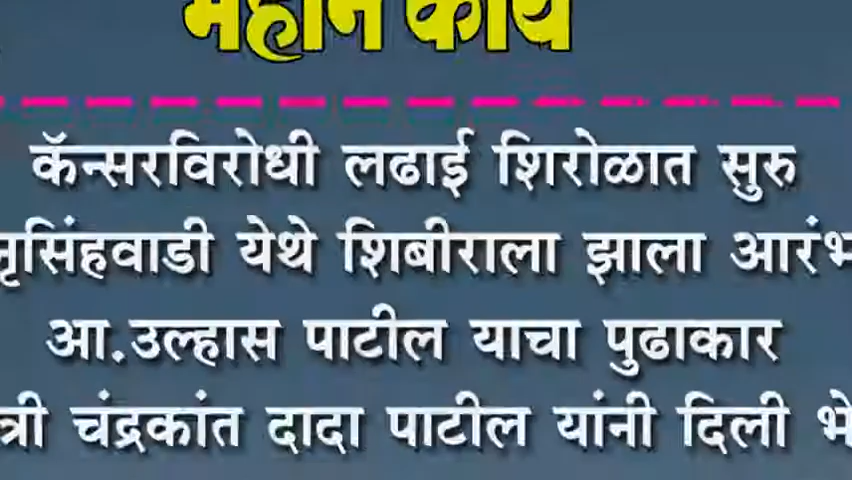 महान कार्य
कॅन्सरविरोधी लढाई शिरोळात सुरु
नृसिंहवाडी येथे शिबीराला झाला आरंभ
आ.उल्हास पाटील याचा पुढाकार
त्री चंद्रकांत दादा पाटील यांनी दिली भे